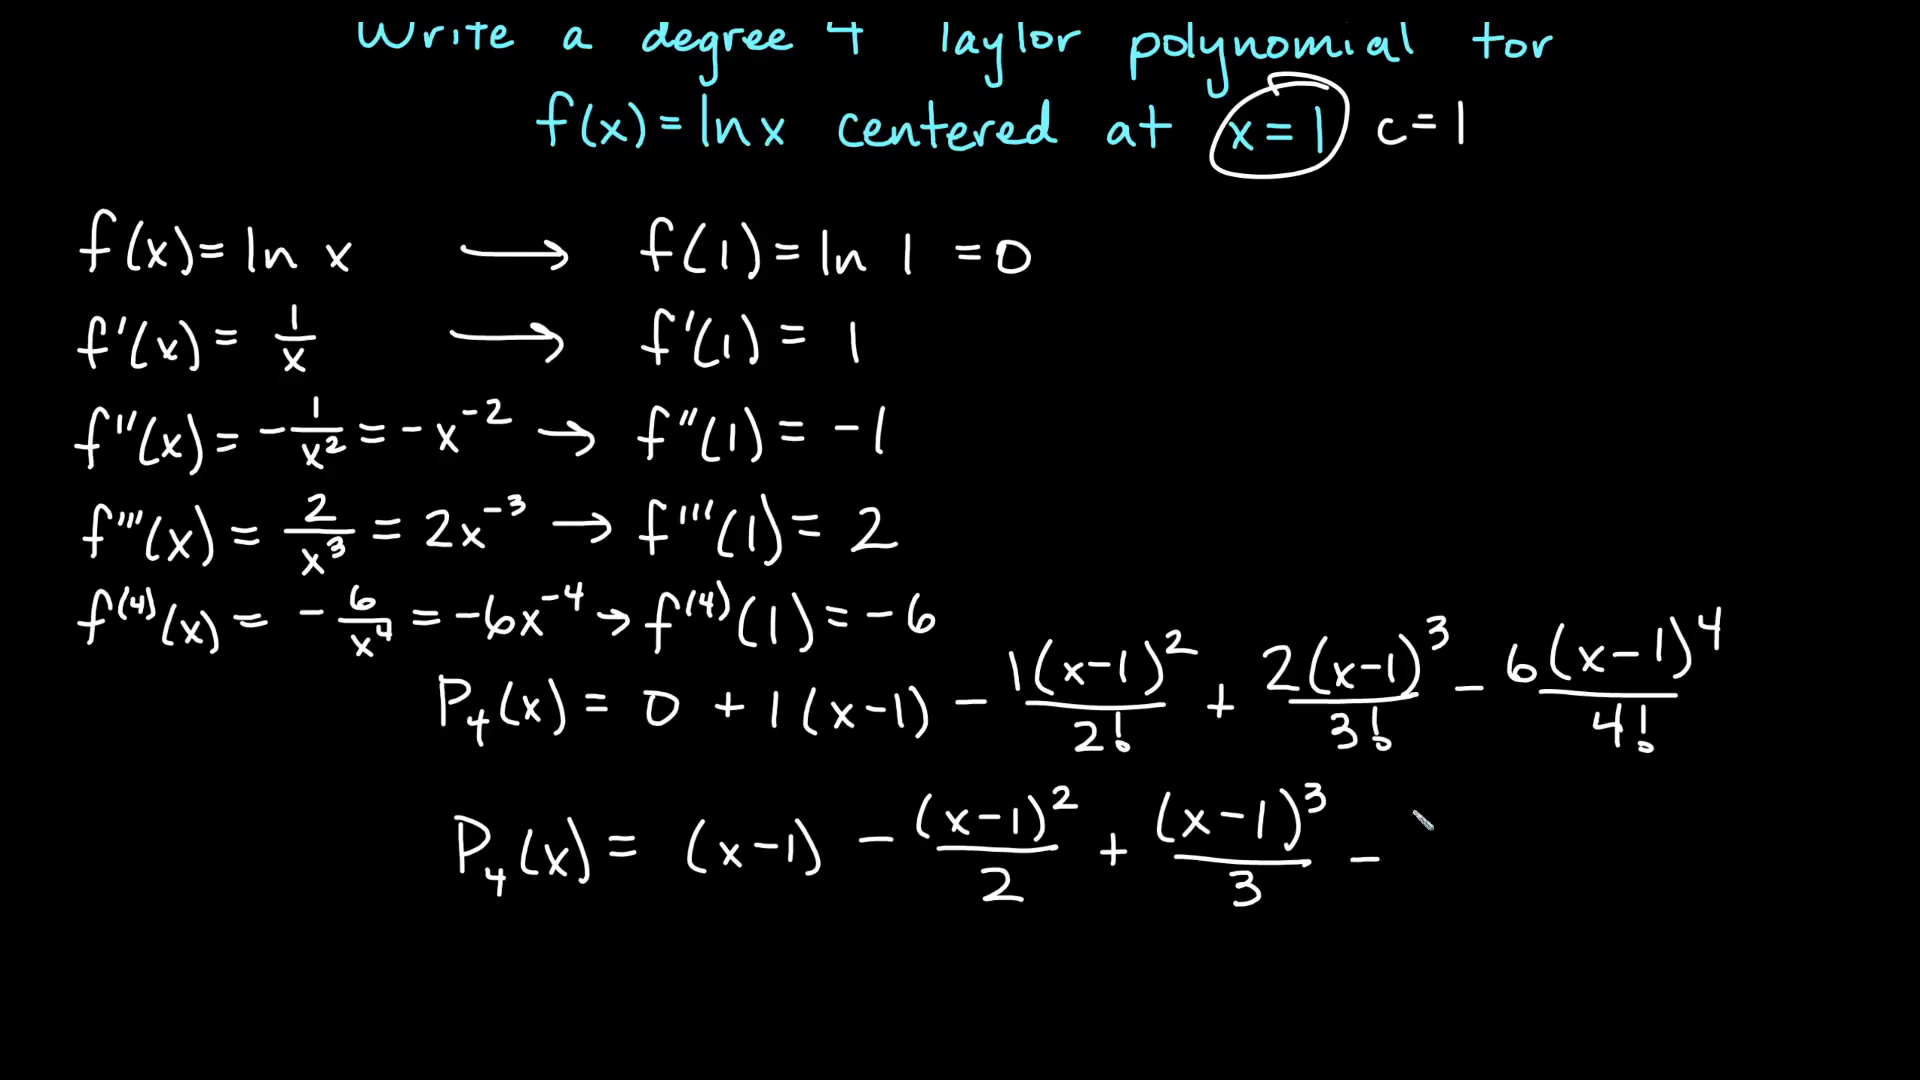 Write a degree 4 Taylor polynomial for
f(x) = ln x centered at x = 1 c = 1
f(x) = ln x → f(1) = ln 1 = 0
f'(x) = 1/x → f'(1) = 1
f''(x) = -1/x² = -x⁻² → f''(1) = -1
f'''(x) = 2/x³ = 2x⁻³ → f'''(1) = 2
f⁽⁴⁾(x) = -6/x⁴ = -6x⁻⁴ → f⁽⁴⁾(1) = -6
P₄(x) = 0 + 1(x-1) - 1(x-1)²/2! + 2(x-1)³/3! - 6(x-1)⁴/4!
P₄(x) = (x-1) - (x-1)²/2 + (x-1)³/3 -